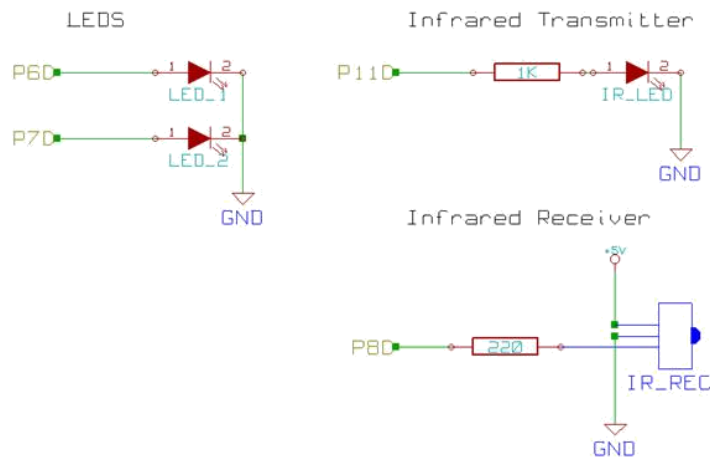 LEDS
P6D 1 2
LED_1
P7D 1 2
LED_2
GND
Infrared Transmitter
P11D 1K 1 2
IR_LED
GND
Infrared Receiver
+5V
P8D 220
IR_REC
GND